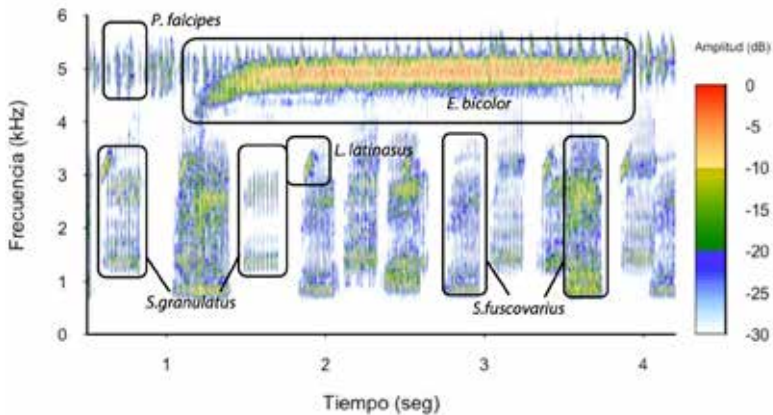 P. falcipes
Amplitud (dB)
E. bicolor
L. latinasus
S.granulatus
S.fuscovarius
Frecuencia (kHz)
6
5
4
3
2
1
0
1
2
3
4
Tiempo (seg)
0
-5
-10
-15
-20
-25
-30